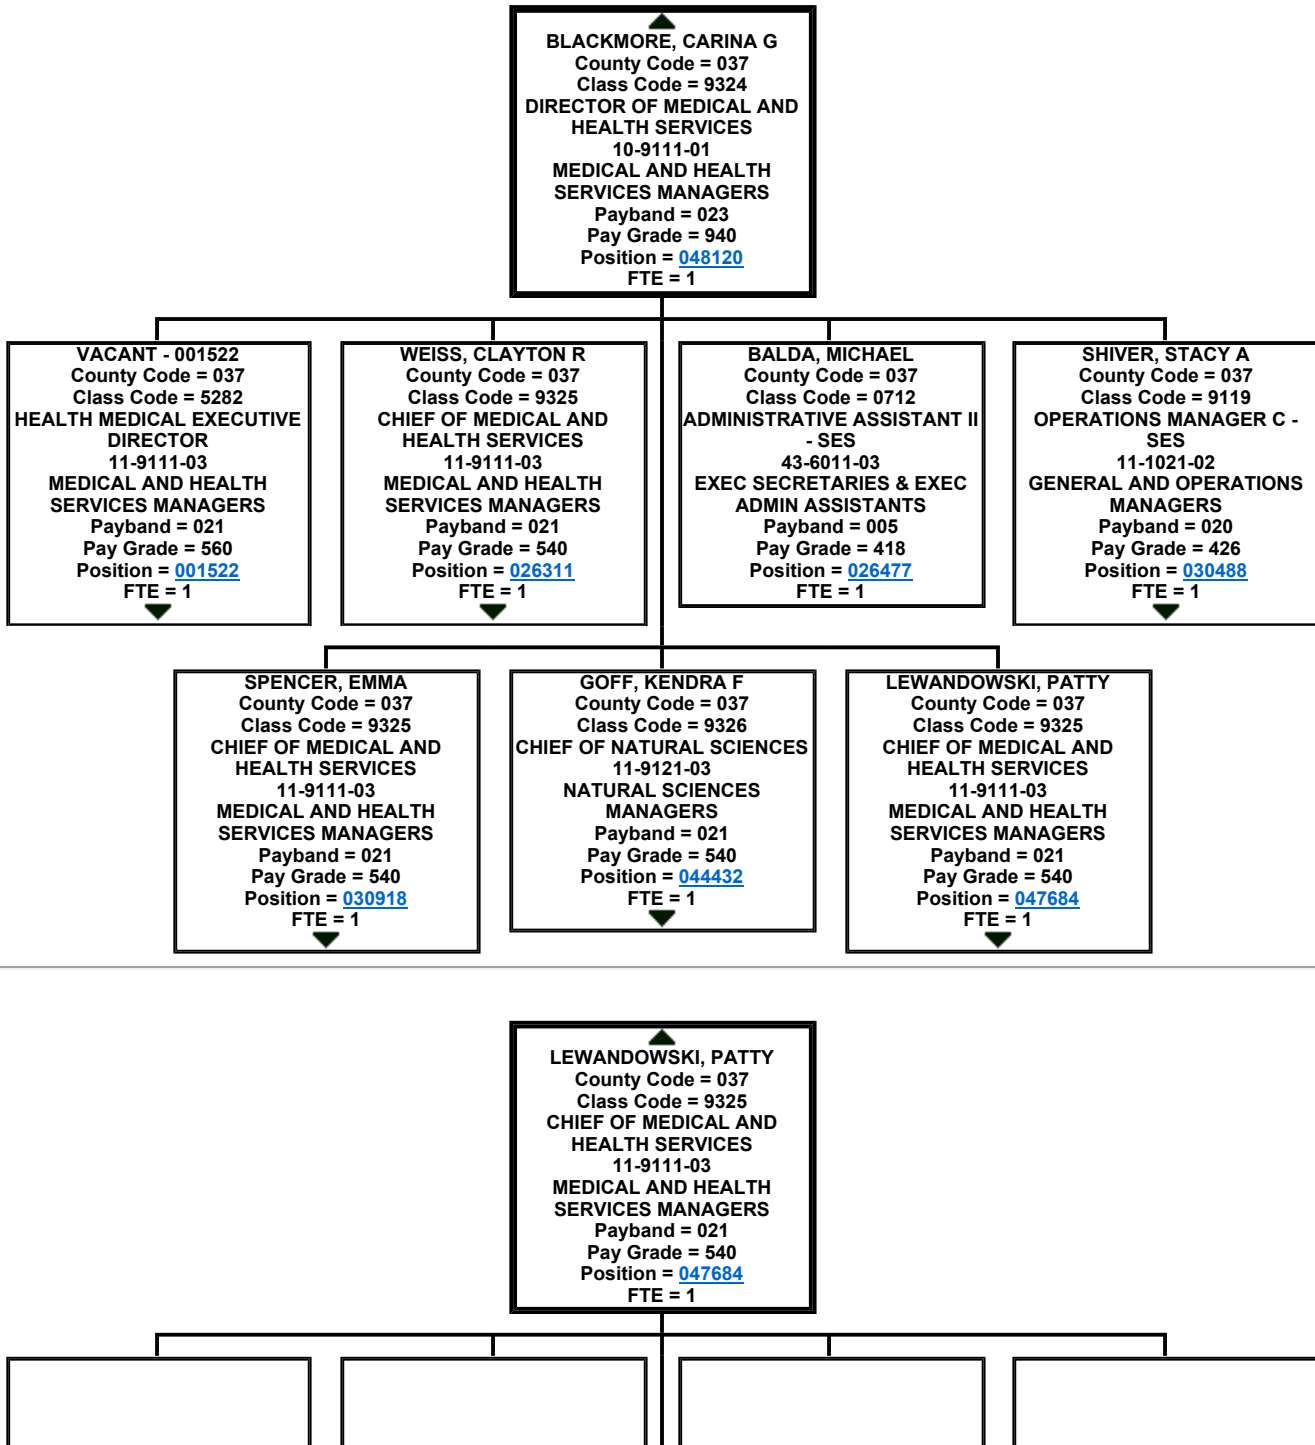 BLACKMORE, CARINA G
County Code = 037
Class Code = 9324
DIRECTOR OF MEDICAL AND
HEALTH SERVICES
10-9111-01
MEDICAL AND HEALTH
SERVICES MANAGERS
Payband = 023
Pay Grade = 940
Position = 048120
FTE = 1
VACANT - 001522
County Code = 037
Class Code = 5282
HEALTH MEDICAL EXECUTIVE
DIRECTOR
11-9111-03
MEDICAL AND HEALTH
SERVICES MANAGERS
Payband = 021
Pay Grade = 560
Position = 001522
FTE = 1
WEISS, CLAYTON R
County Code = 037
Class Code = 9325
CHIEF OF MEDICAL AND
HEALTH SERVICES
11-9111-03
MEDICAL AND HEALTH
SERVICES MANAGERS
Payband = 021
Pay Grade = 540
Position = 026311
FTE = 1
BALDA, MICHAEL
County Code = 037
Class Code = 0712
ADMINISTRATIVE ASSISTANT II
- SES
43-6011-03
EXEC SECRETARIES & EXEC
ADMIN ASSISTANTS
Payband = 005
Pay Grade = 418
Position = 026477
FTE = 1
SHIVER, STACY A
County Code = 037
Class Code = 9119
OPERATIONS MANAGER C -
SES
11-1021-02
GENERAL AND OPERATIONS
MANAGERS
Payband = 020
Pay Grade = 426
Position = 030488
FTE = 1
SPENCER, EMMA
County Code = 037
Class Code = 9325
CHIEF OF MEDICAL AND
HEALTH SERVICES
11-9111-03
MEDICAL AND HEALTH
SERVICES MANAGERS
Payband = 021
Pay Grade = 540
Position = 030918
FTE = 1
GOFF, KENDRA F
County Code = 037
Class Code = 9326
CHIEF OF NATURAL SCIENCES
11-9121-03
NATURAL SCIENCES
MANAGERS
Payband = 021
Pay Grade = 540
Position = 044432
FTE = 1
LEWANDOWSKI, PATTY
County Code = 037
Class Code = 9325
CHIEF OF MEDICAL AND
HEALTH SERVICES
11-9111-03
MEDICAL AND HEALTH
SERVICES MANAGERS
Payband = 021
Pay Grade = 540
Position = 047684
FTE = 1
LEWANDOWSKI, PATTY
County Code = 037
Class Code = 9325
CHIEF OF MEDICAL AND
HEALTH SERVICES
11-9111-03
MEDICAL AND HEALTH
SERVICES MANAGERS
Payband = 021
Pay Grade = 540
Position = 047684
FTE = 1